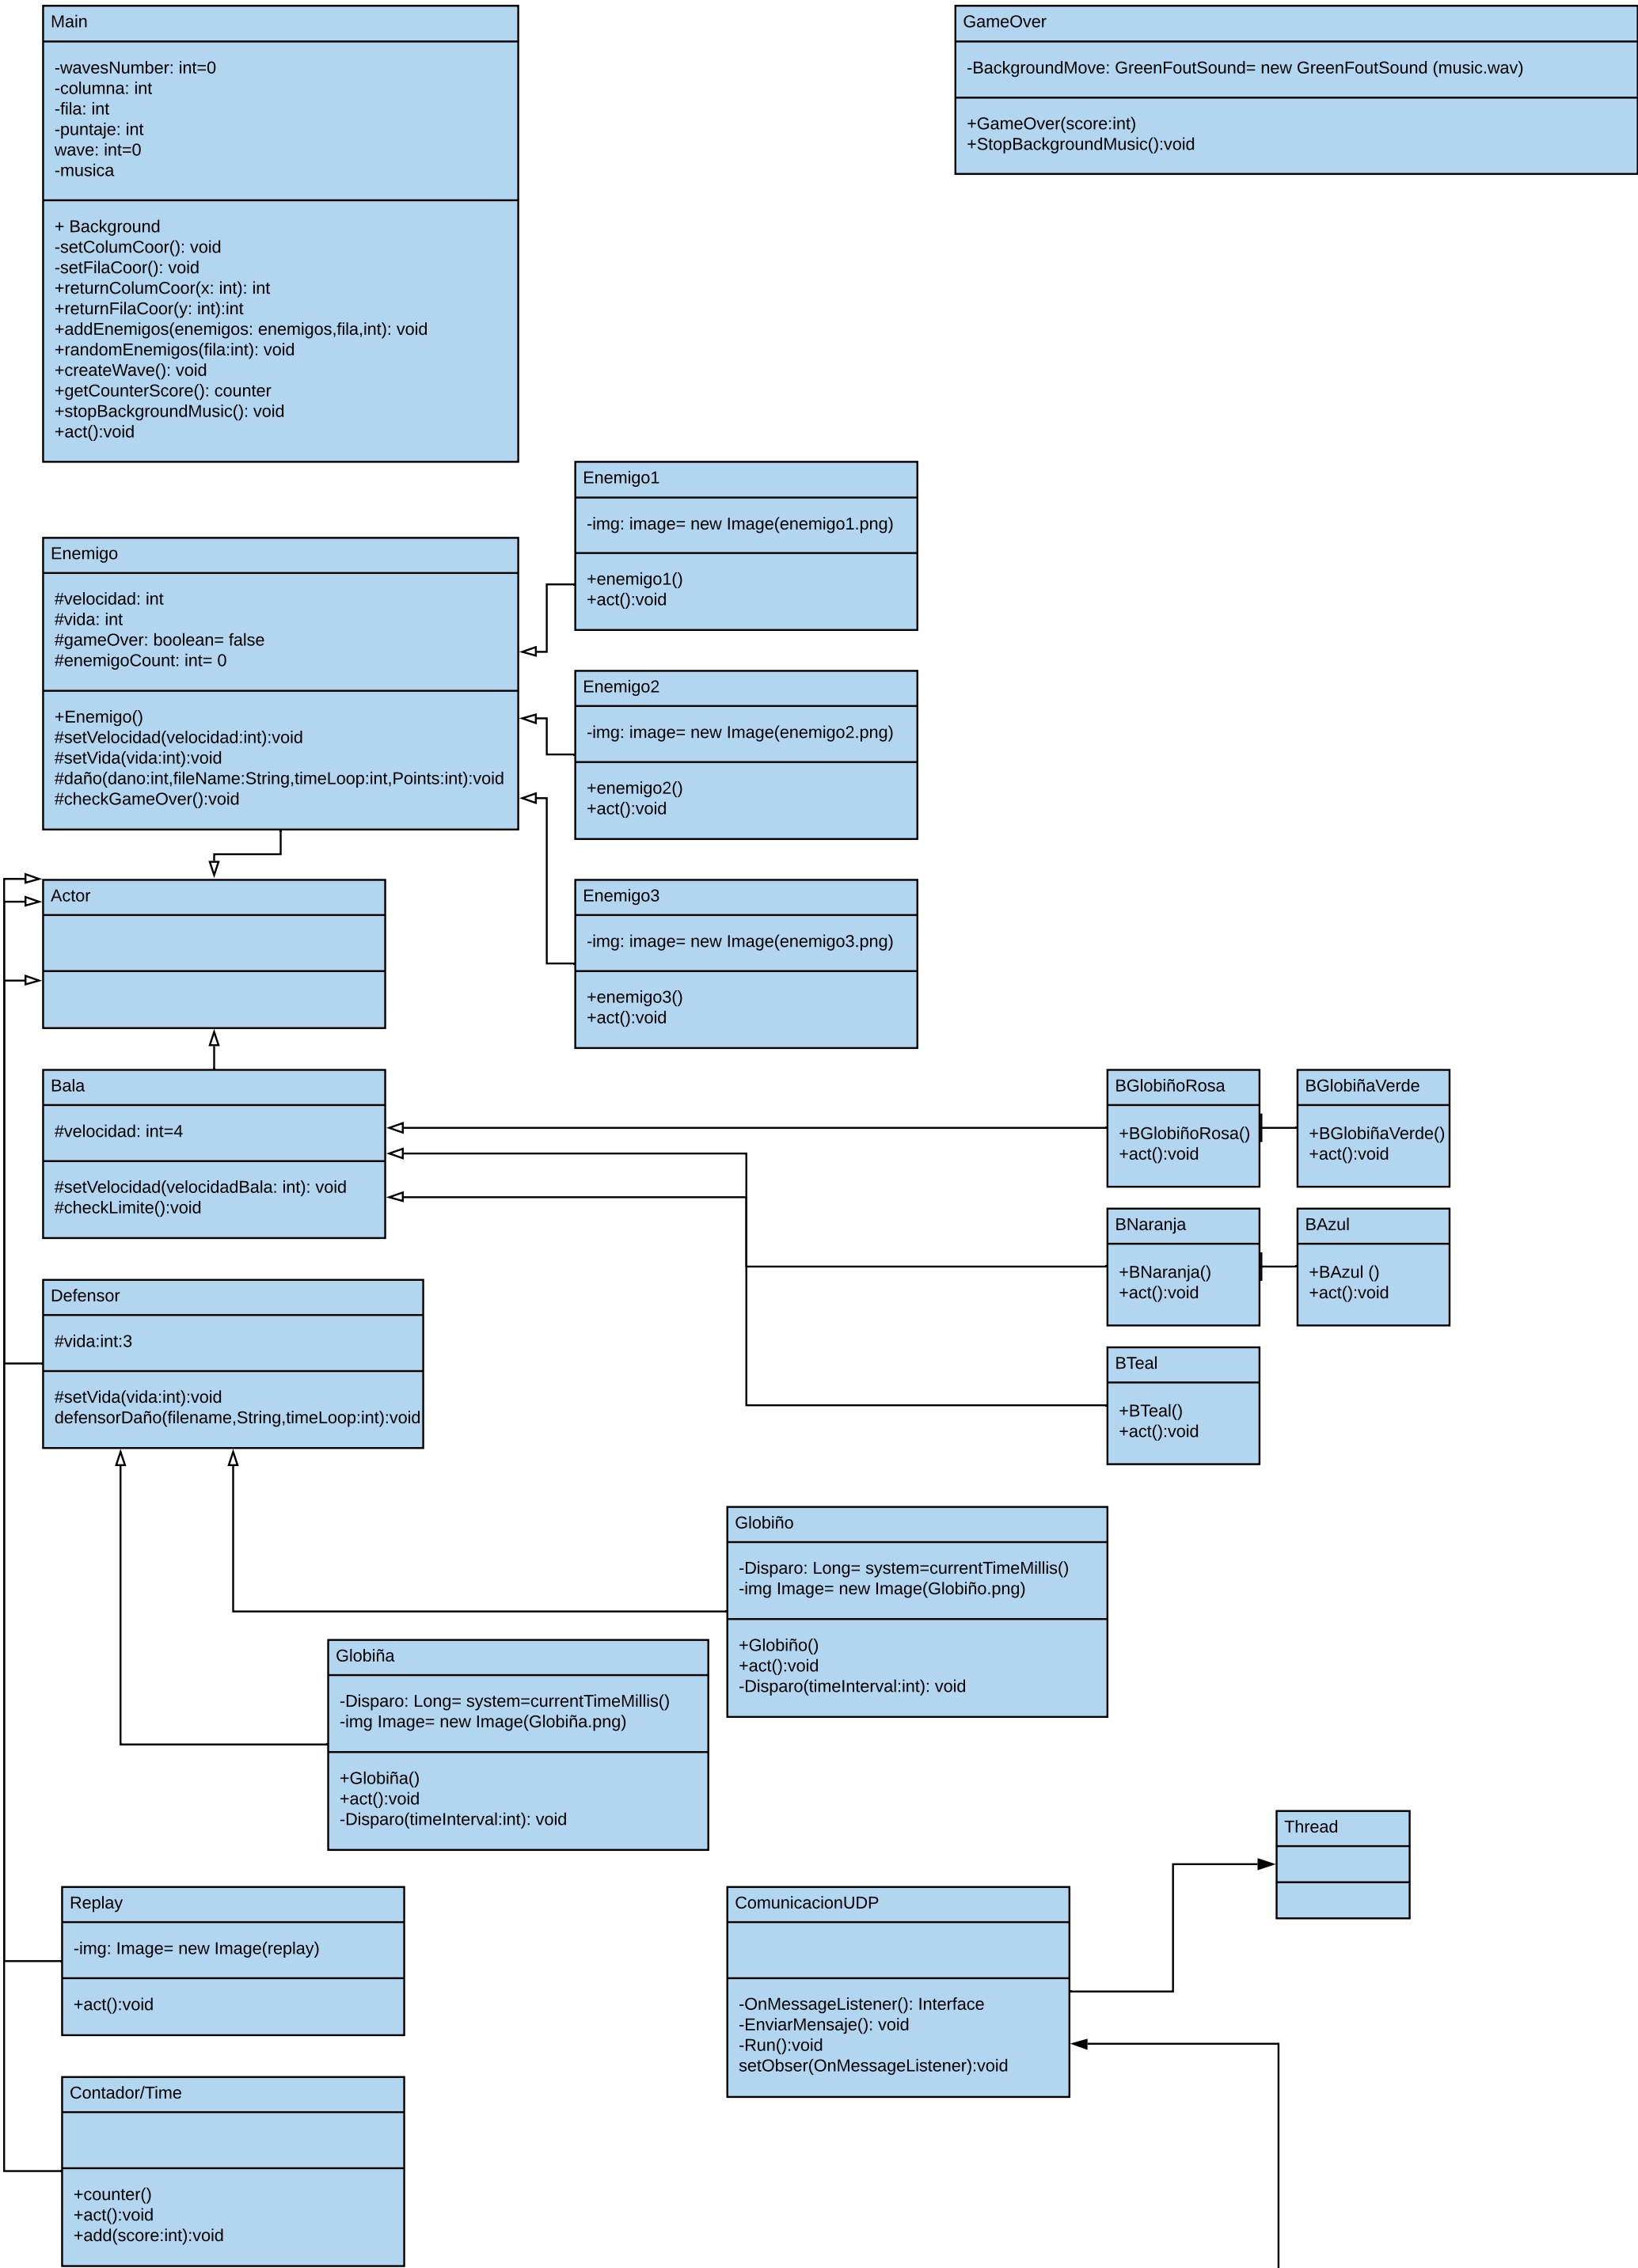 Main
-wavesNumber: int=0
-columna: int
-fila: int
-puntaje: int
wave: int=0
-musica
+ Background
-setColumCoor(): void
-setFilaCoor(): void
+returnColumCoor(x: int): int
+returnFilaCoor(y: int):int
+addEnemigos(enemigos: enemigos,fila,int): void
+randomEnemigos(fila:int): void
+createWave(): void
+getCounterScore(): counter
+stopBackgroundMusic(): void
+act():void
GameOver
-BackgroundMove: GreenFoutSound= new GreenFoutSound (music.wav)
+GameOver(score:int)
+StopBackgroundMusic():void
Enemigo1
-img: image= new Image(enemigo1.png)
+enemigo1()
+act():void
Enemigo
#velocidad: int
#vida: int
#gameOver: boolean= false
#enemigoCount: int= 0
+Enemigo()
#setVelocidad(velocidad:int):void
#setVida(vida:int):void
#daño(dano:int,fileName:String,timeLoop:int,Points:int):void
#checkGameOver():void
Enemigo2
-img: image= new Image(enemigo2.png)
+enemigo2()
+act():void
Actor
Enemigo3
-img: image= new Image(enemigo3.png)
+enemigo3()
+act():void
Bala
#velocidad: int=4
#setVelocidad(velocidadBala: int): void
#checkLimite():void
BGlobiñoRosa
+BGlobiñoRosa()
+act():void
BGlobiñaVerde
+BGlobiñaVerde()
+act():void
BNaranja
+BNaranja()
+act():void
BAzul
+BAzul ()
+act():void
Defensor
#vida:int:3
#setVida(vida:int):void
defensorDaño(filename,String,timeLoop:int):void
BTeal
+BTeal()
+act():void
Globiño
-Disparo: Long= system=currentTimeMillis()
-img Image= new Image(Globiño.png)
+Globiño()
+act():void
-Disparo(timeInterval:int): void
Globiña
-Disparo: Long= system=currentTimeMillis()
-img Image= new Image(Globiña.png)
+Globiña()
+act():void
-Disparo(timeInterval:int): void
Thread
Replay
-img: Image= new Image(replay)
+act():void
ComunicacionUDP
-OnMessageListener(): Interface
-EnviarMensaje(): void
-Run():void
setObser(OnMessageListener):void
Contador/Time
+counter()
+act():void
+add(score:int):void